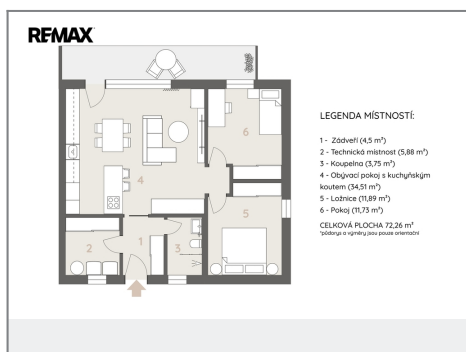 RE/MAX
LEGENDA MÍSTNOSTÍ:
1 - Zádveří (4,5 m²)
2 - Technická místnost (5,88 m²)
3 - Koupelna (3,75 m²)
4 - Obývací pokoj s kuchyňským
koutem (34,51 m²)
5 - Ložnice (11,89 m²)
6 - Pokoj (11,73 m²)
CELKOVÁ PLOCHA 72,26 m²
*půdorys a výměry jsou pouze orientační
6
4
5
2
1
3